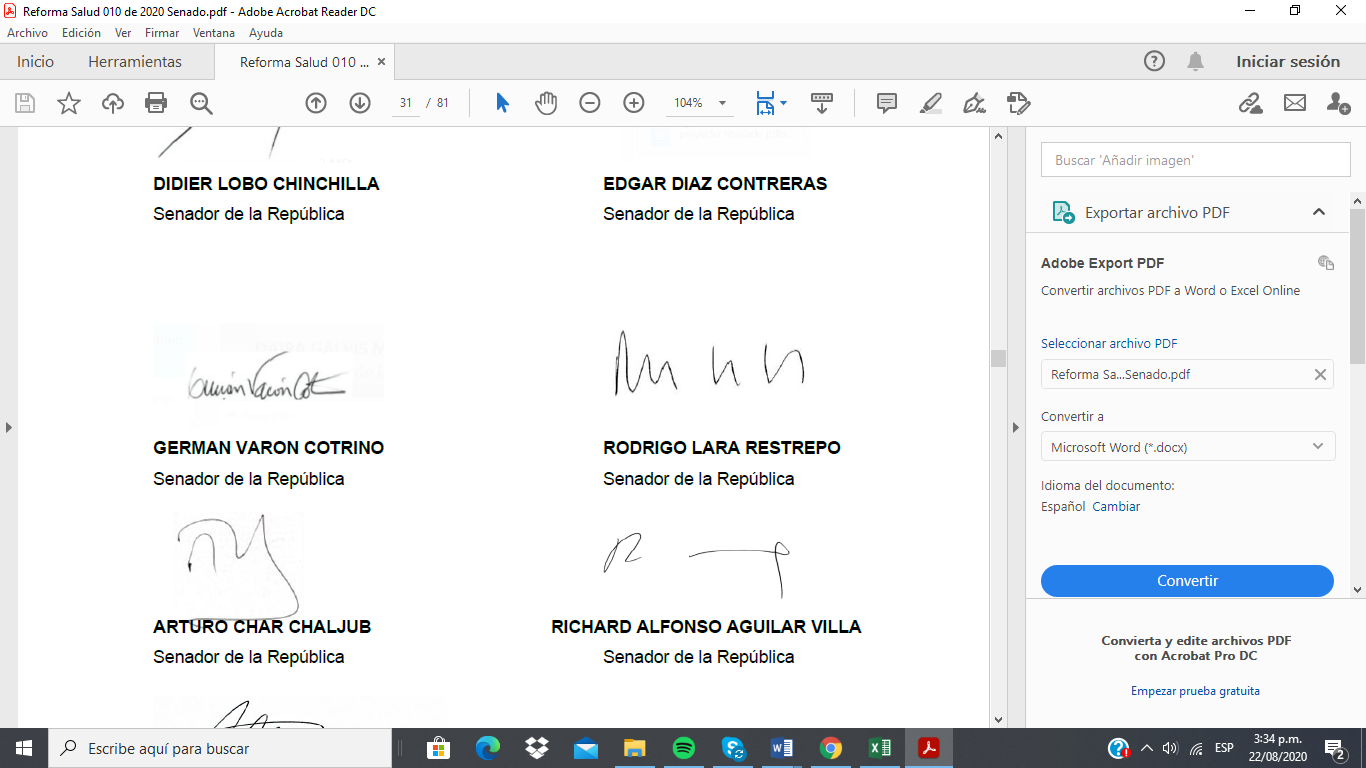 Reforma Salud 010 de 2020 Senado.pdf - Adobe Acrobat Reader DC
Archivo Edición Ver Firmar Ventana Ayuda
Inicio Herramientas Reforma Salud 010 ... Iniciar sesión
31 / 81 104%
DIDIER LOBO CHINCHILLA EDGAR DIAZ CONTRERAS
Senador de la República Senador de la República
Germán Varón Cot
GERMAN VARON COTRINO RODRIGO LARA RESTREPO
Senador de la República Senador de la República
ARTURO CHAR CHALJUB RICHARD ALFONSO AGUILAR VILLA
Senador de la República Senador de la República
Buscar 'Añadir imagen'
Exportar archivo PDF
Adobe Export PDF
Convertir archivos PDF a Word o Excel Online
Seleccionar archivo PDF
Reforma Sa...Senado.pdf
Convertir a
Microsoft Word (*.docx)
Idioma del documento:
Español Cambiar
Convertir
Convierta y edite archivos PDF
con Acrobat Pro DC
Empezar prueba gratuita
Escribe aquí para buscar
ESP
3:34 p.m.
22/08/2020
2